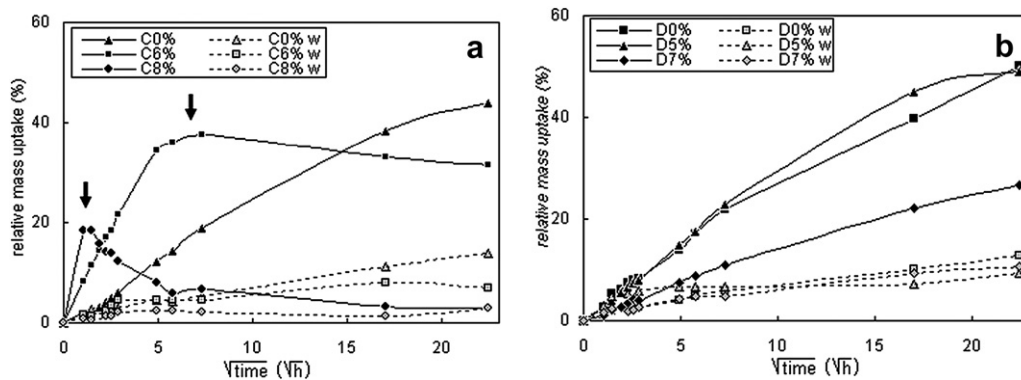 a
C0% C0% w
C6% C6% w
C8% C8% w
relative mass uptake (%)
60
40
20
0
0 5 10 15 20
√time (√h)
b
D0% D0% w
D5% D5% w
D7% D7% w
relative mass uptake (%)
60
40
20
0
0 5 10 15 20
√time (√h)